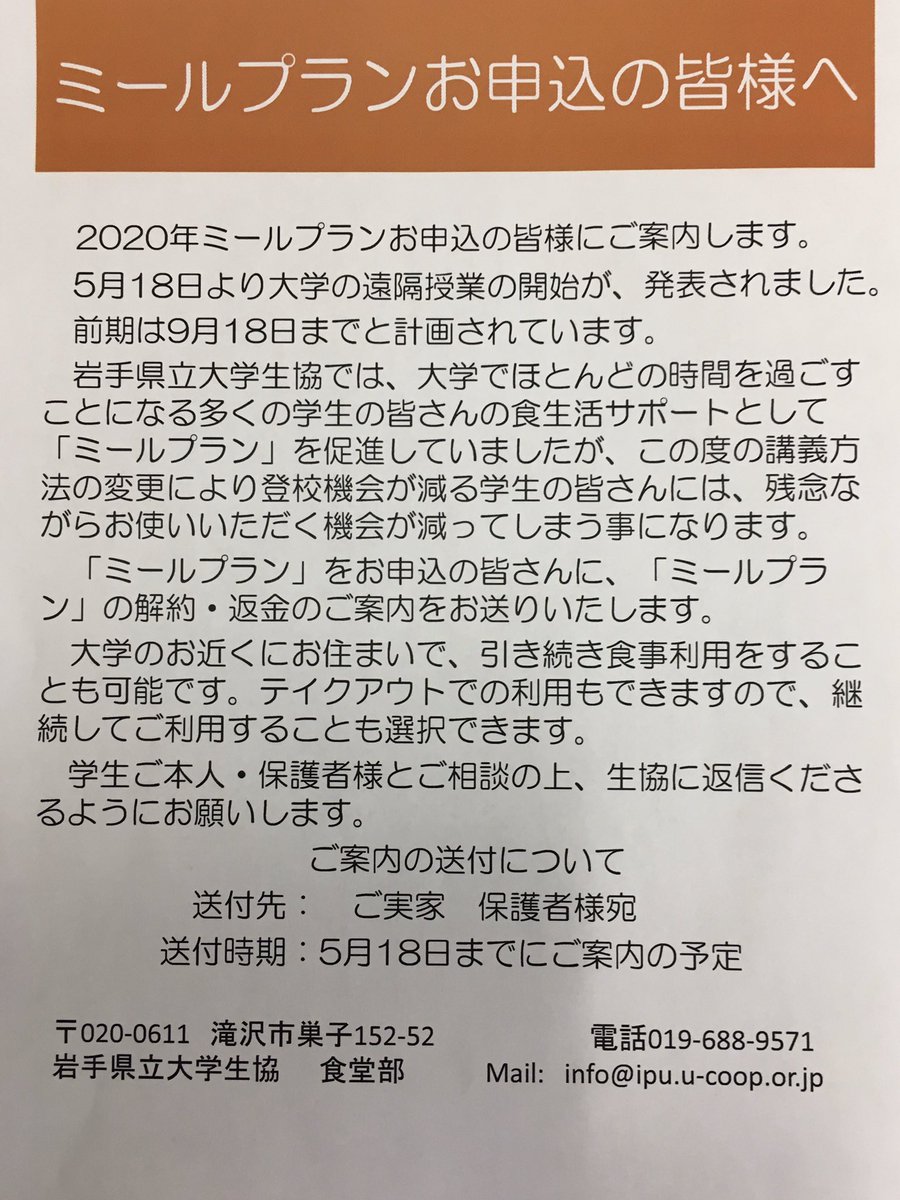 ミールプランお申込の皆様へ
2020年ミールプランお申込の皆様にご案内します。
5月18日より大学の遠隔授業の開始が、発表されました。
前期は9月18日までと計画されています。
岩手県立大学生協では、大学でほとんどの時間を過ごす
ことになる多くの学生の皆さんの食生活サポートとして
「ミールプラン」を促進していましたが、この度の講義方
法の変更により登校機会が減る学生の皆さんには、残念な
がらお使いいただく機会が減ってしまう事になります。
「ミールプラン」をお申込の皆さんに、「ミールプラ
ン」の解約・返金のご案内をお送りいたします。
大学のお近くにお住まいで、引き続き食事利用をするこ
とも可能です。テイクアウトでの利用もできますので、継
続してご利用することも選択できます。
学生ご本人・保護者様とご相談の上、生協に返信くださ
るようにお願いします。
ご案内の送付について
送付先： ご実家 保護者様宛
送付時期：5月18日までにご案内の予定
〒020-0611 滝沢市巣子152-52 電話019-688-9571
岩手県立大学生協 食堂部 Mail: info@ipu.u-coop.or.jp